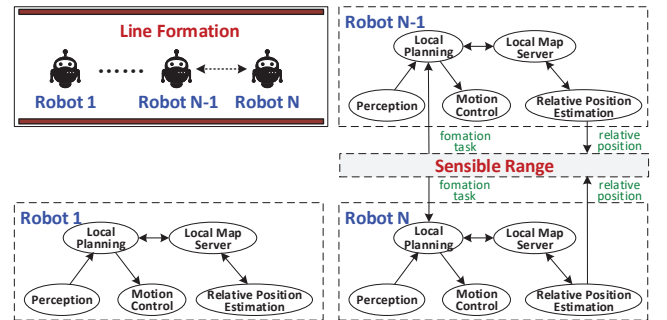 Line Formation
Robot 1
Robot N-1
Robot N
Robot N-1
Local
Planning
Local Map
Server
Perception
Motion
Control
Relative Position
Estimation
fomation
task
relative
position
Sensible Range
fomation
task
relative
position
Robot 1
Local
Planning
Local Map
Server
Perception
Motion
Control
Relative Position
Estimation
Robot N
Local
Planning
Local Map
Server
Perception
Motion
Control
Relative Position
Estimation